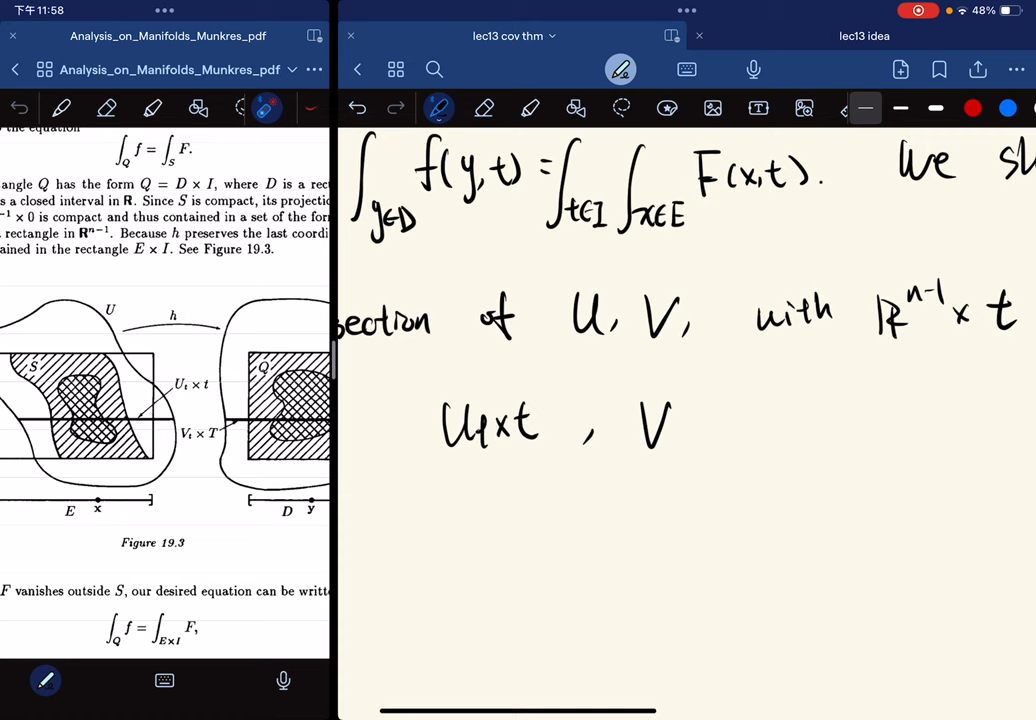 下午11:58
48%
Analysis_on_Manifolds_Munkres_pdf
lec13 cov thm
lec13 idea
Analysis_on_Manifolds_Munkres_pdf
the equation
∫_Q f = ∫_S F.
angle Q has the form Q = D × I, where D is a rec
s a closed interval in R. Since S is compact, its projectio
⁻¹ × 0 is compact and thus contained in a set of the for
rectangle in Rⁿ⁻¹. Because h preserves the last coordi
ained in the rectangle E × I. See Figure 19.3.
U
h
S
Q
U_t × t
V_t × T
E x
D y
Figure 19.3
F vanishes outside S, our desired equation can be writt
∫_Q f = ∫_{E×I} F,
∫_{y∈D} f(y,t) = ∫_{t∈I} ∫_{x∈E} F(x,t). We sh
section of U, V, with ℝⁿ⁻¹ × t
U_t×t , V